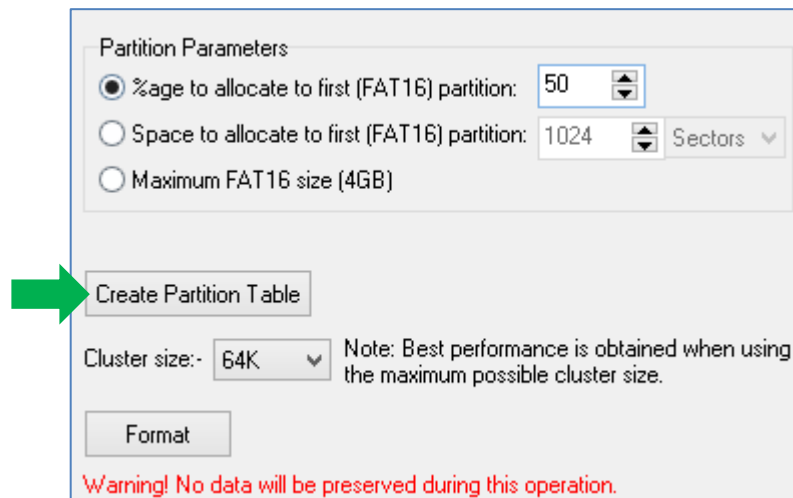 Partition Parameters
%age to allocate to first (FAT16) partition: 50
Space to allocate to first (FAT16) partition: 1024 Sectors
Maximum FAT16 size (4GB)
Create Partition Table
Cluster size:- 64K Note: Best performance is obtained when using
the maximum possible cluster size.
Format
Warning! No data will be preserved during this operation.